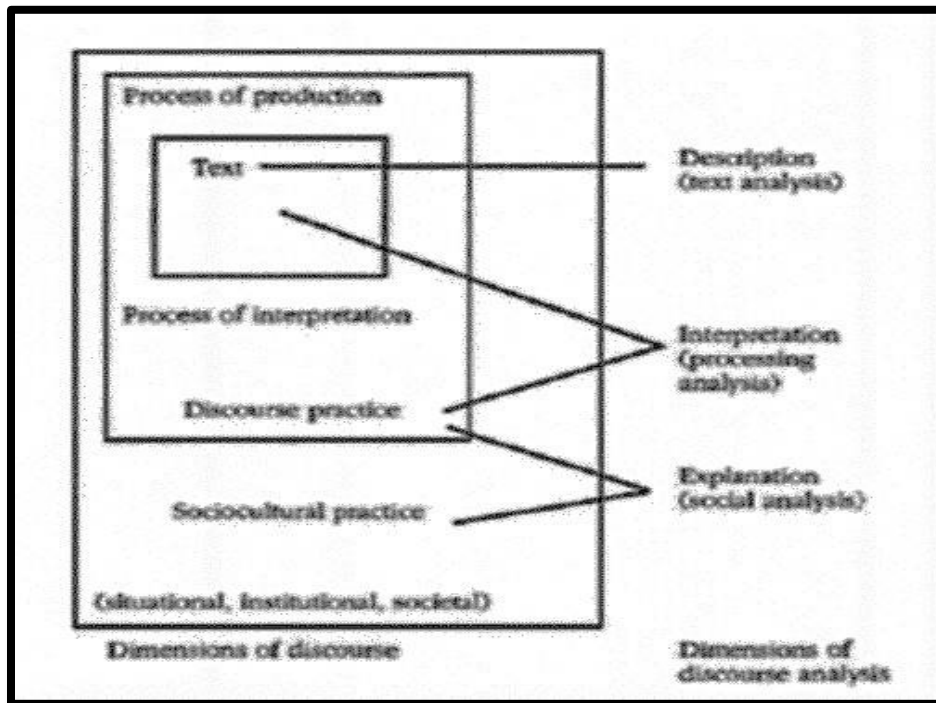 Process of production
Text
Description
(text analysis)
Process of interpretation
Interpretation
(processing
analysis)
Discourse practice
Explanation
(social analysis)
Sociocultural practice
(situational, institutional, societal)
Dimensions of discourse
Dimensions of
discourse analysis